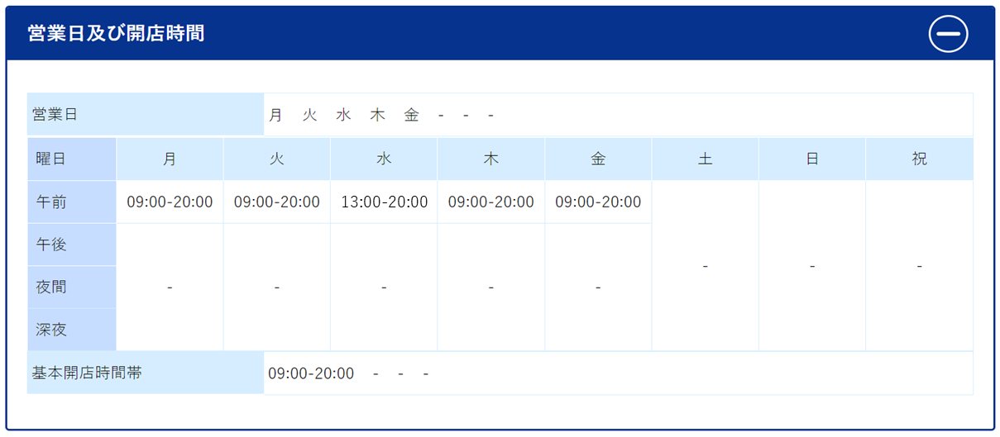 営業日及び開店時間
営業日 月 火 水 木 金 - - -
曜日 月 火 水 木 金 土 日 祝
午前 09:00-20:00 09:00-20:00 13:00-20:00 09:00-20:00 09:00-20:00
午後
- - -
夜間 - - - - -
深夜
基本開店時間帯 09:00-20:00 - - -